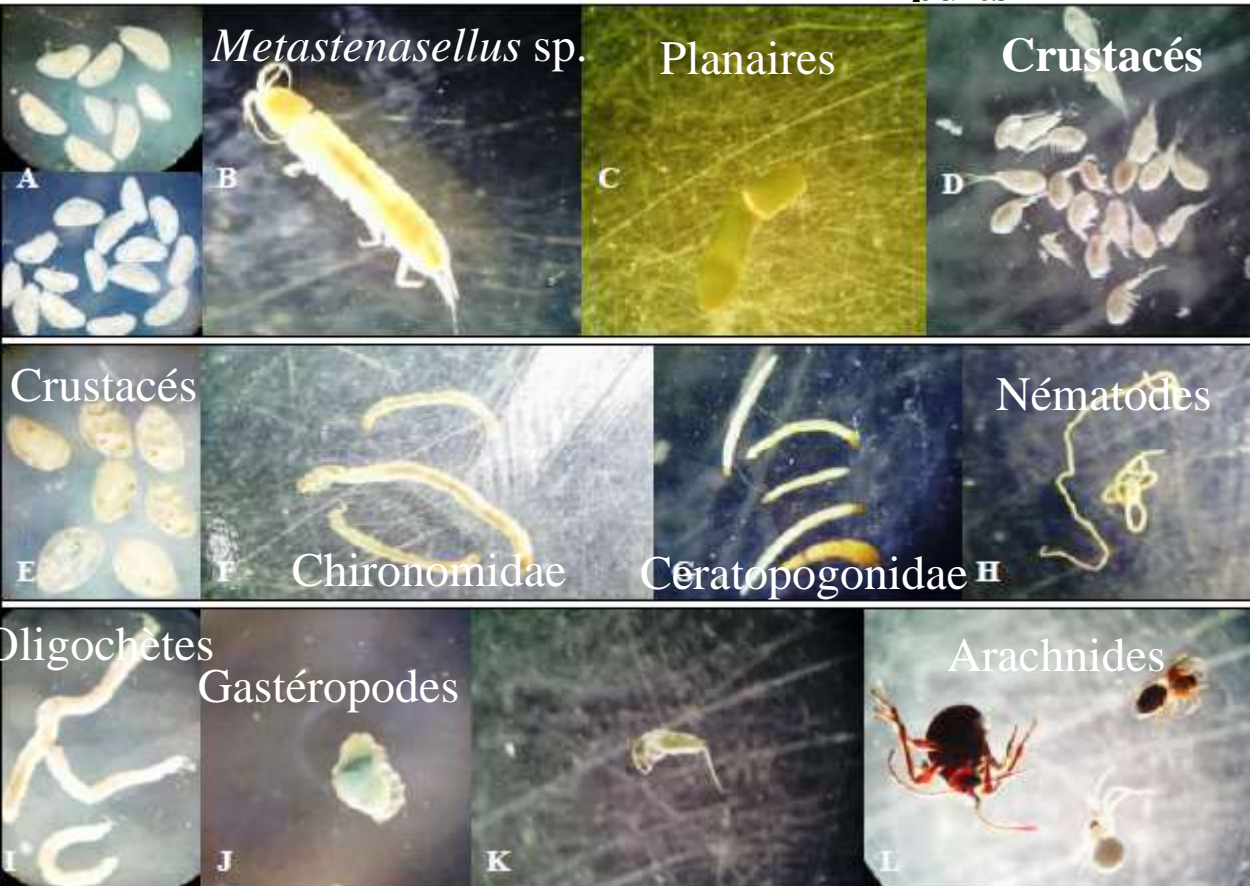 Metastenasellus sp.
Planaires
Crustacés
A
B
C
D
Crustacés
Nématodes
E
F
Chironomidae
Ceratopogonidae
H
Oligochètes
Gastéropodes
Arachnides
I
J
K
L